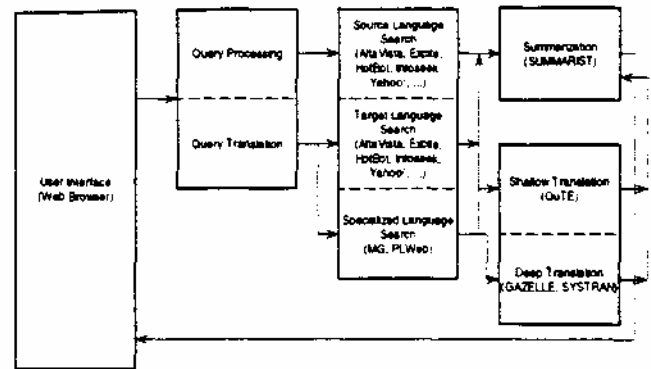 User Interface
(Web Browser)
Query Processing
Query Translation
Source Language
Search
(Alta Vista, Excite,
HotBot, Infoseek,
Yahoo!, ...)
Target Language
Search
(Alta Vista, Excite,
HotBot, Infoseek,
Yahoo!, ...)
Specialized Language
Search
(MG, PLWeb)
Summarization
(SUMMARIST)
Shallow Translation
(QuTE)
Deep Translation
(GAZELLE, SYSTRAN)